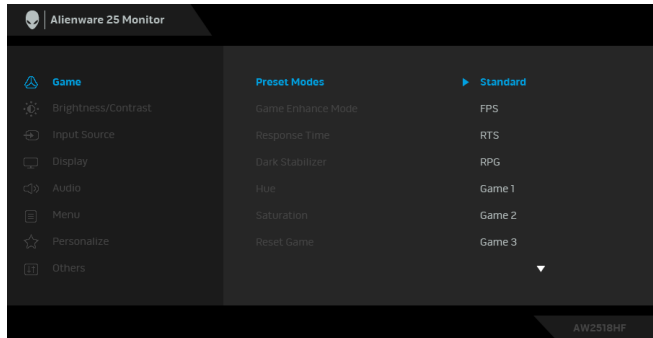 Alienware 25 Monitor
Game Preset Modes Standard
Brightness/Contrast Game Enhance Mode FPS
Input Source Response Time RTS
Display Dark Stabilizer RPG
Audio Hue Game 1
Menu Saturation Game 2
Personalize Reset Game Game 3
Others
AW2518HF